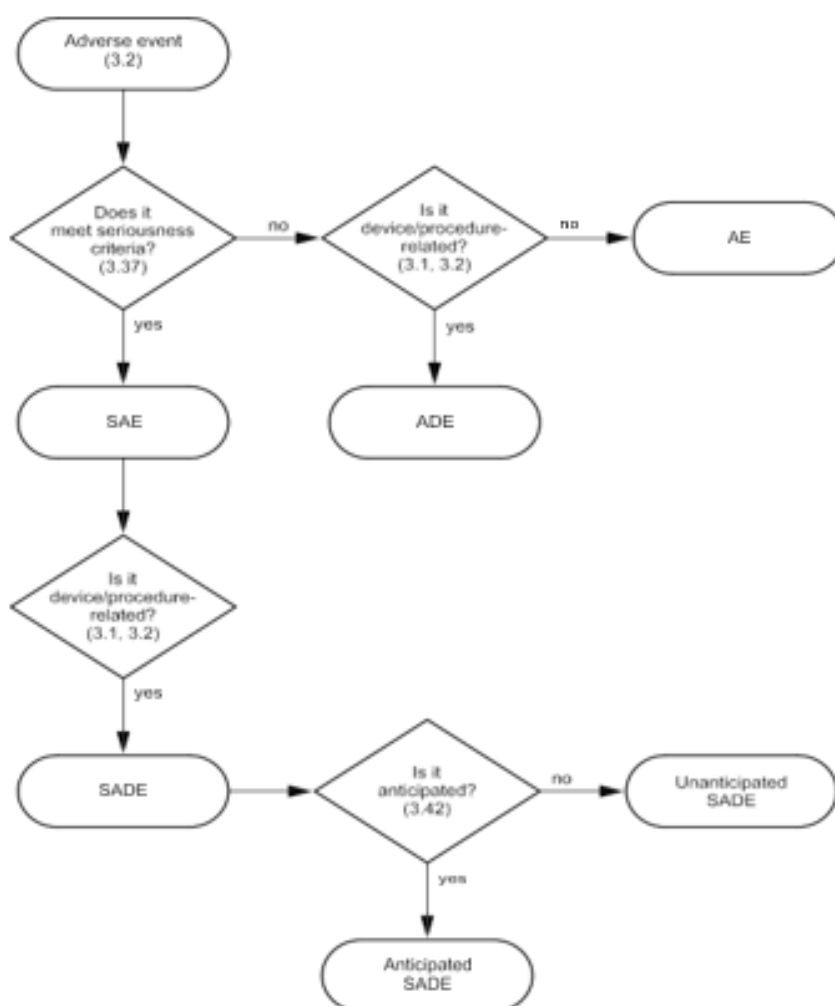 Adverse event
(3.2)
Does it
meet seriousness
criteria?
(3.37)
no
Is it
device/procedure-
related?
(3.1, 3.2)
no
AE
yes
yes
SAE
ADE
Is it
device/procedure-
related?
(3.1, 3.2)
yes
SADE
Is it
anticipated?
(3.42)
no
Unanticipated
SADE
yes
Anticipated
SADE